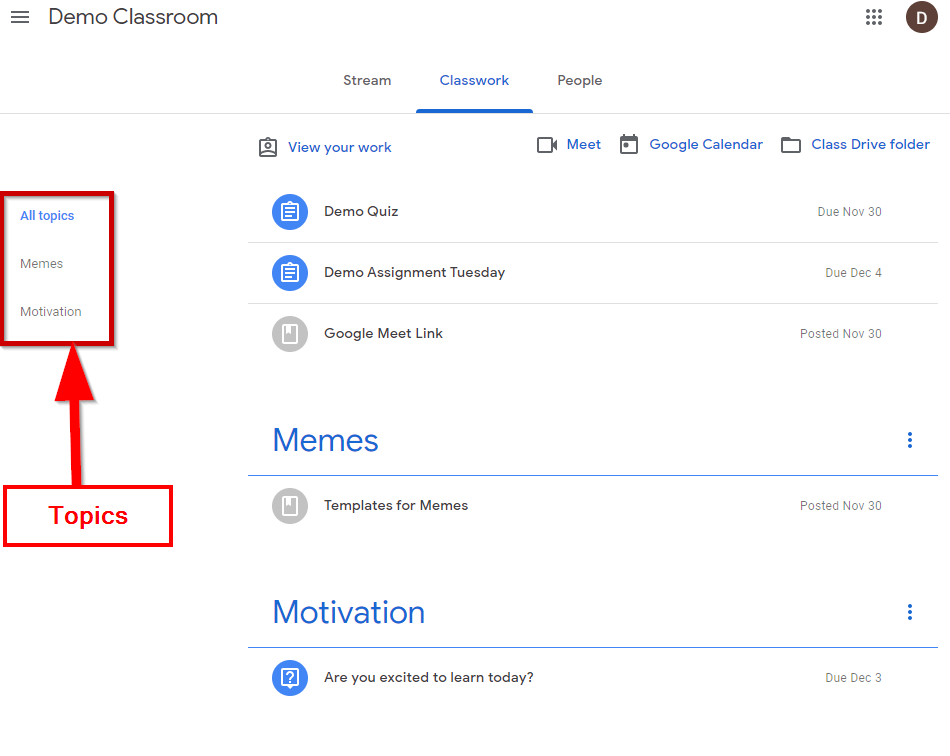 Demo Classroom
D
Stream Classwork People
View your work Meet Google Calendar Class Drive folder
All topics
Memes
Motivation
Topics
Demo Quiz Due Nov 30
Demo Assignment Tuesday Due Dec 4
Google Meet Link Posted Nov 30
Memes
Templates for Memes Posted Nov 30
Motivation
Are you excited to learn today? Due Dec 3